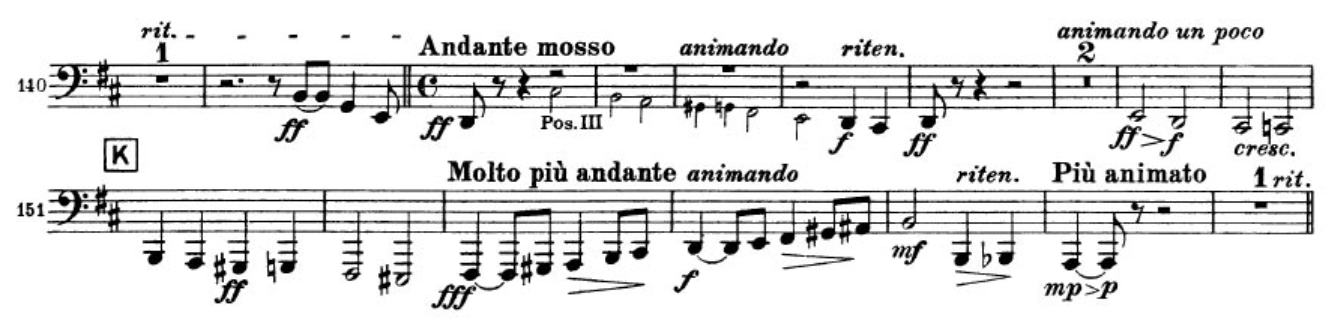 rit. - - - - - -
1
Andante mosso
animando
riten.
animando un poco
2
140
ff
ff
Pos. III
f
ff
ff > f
cresc.
K
Molto più andante animando
riten.
Più animato
1 rit.
151
ff
fff
f
mf
mp>p